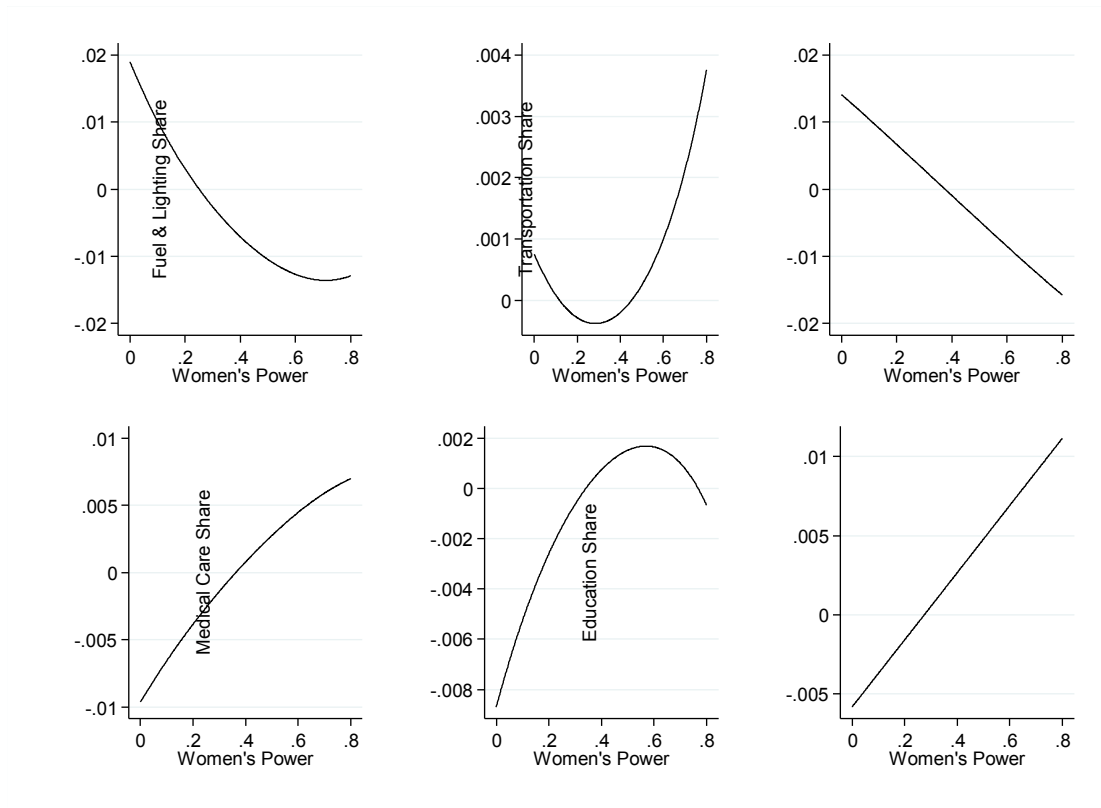 .02
.01
0
-.01
-.02
Fuel & Lighting Share
0 .2 .4 .6 .8
Women's Power
.004
.003
.002
.001
0
Transportation Share
0 .2 .4 .6 .8
Women's Power
.02
.01
0
-.01
-.02
0 .2 .4 .6 .8
Women's Power
.01
.005
0
-.005
-.01
Medical Care Share
0 .2 .4 .6 .8
Women's Power
.002
0
-.002
-.004
-.006
-.008
Education Share
0 .2 .4 .6 .8
Women's Power
.01
.005
0
-.005
0 .2 .4 .6 .8
Women's Power